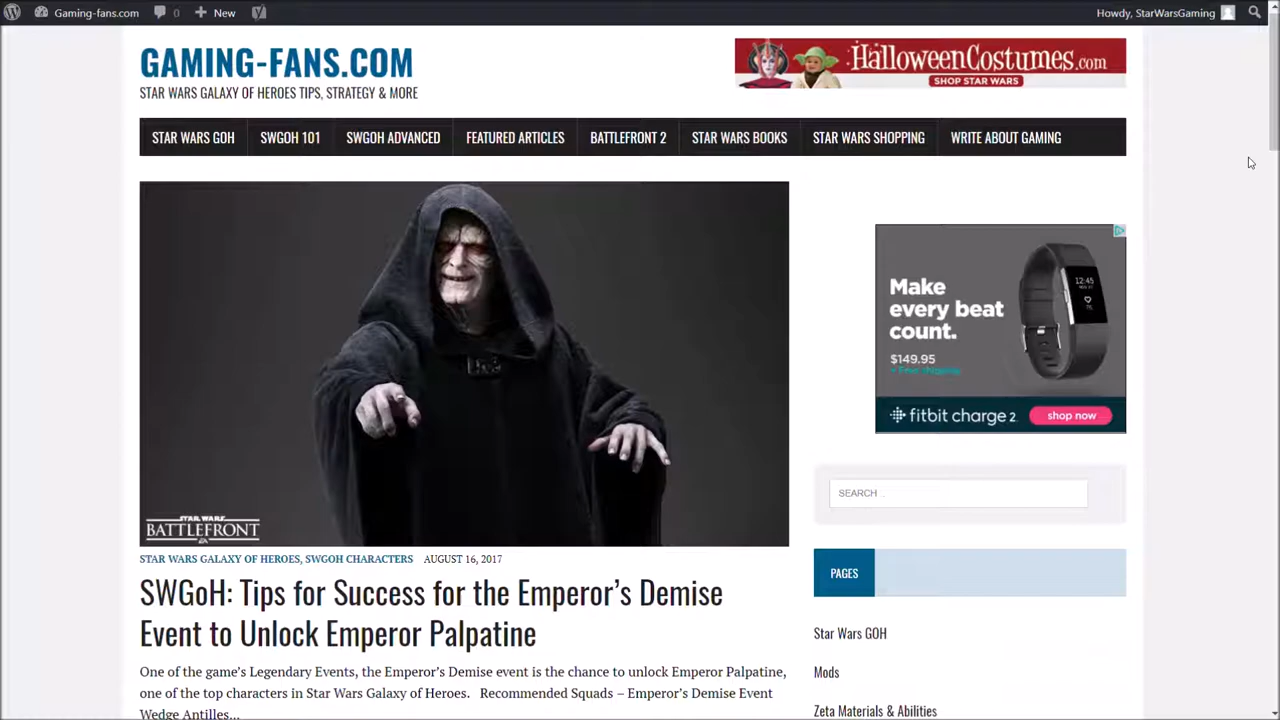 Gaming-fans.com 0 New Howdy, StarWarsGaming
GAMING-FANS.COM
STAR WARS GALAXY OF HEROES TIPS, STRATEGY & MORE
HALLOWEENCOSTUMES.com
SHOP STAR WARS
STAR WARS GOH SWGOH 101 SWGOH ADVANCED FEATURED ARTICLES BATTLEFRONT 2 STAR WARS BOOKS STAR WARS SHOPPING WRITE ABOUT GAMING
STAR WARS
BATTLEFRONT
EA
STAR WARS GALAXY OF HEROES, SWGOH CHARACTERS AUGUST 16, 2017
SWGoH: Tips for Success for the Emperor’s Demise
Event to Unlock Emperor Palpatine
One of the game’s Legendary Events, the Emperor’s Demise event is the chance to unlock Emperor Palpatine,
one of the top characters in Star Wars Galaxy of Heroes. Recommended Squads – Emperor’s Demise Event
Wedge Antilles...
Make
every beat
count.
$149.95
+ Free shipping
12:45
fitbit charge 2
shop now
SEARCH ...
PAGES
Star Wars GOH
Mods
Zeta Materials & Abilities